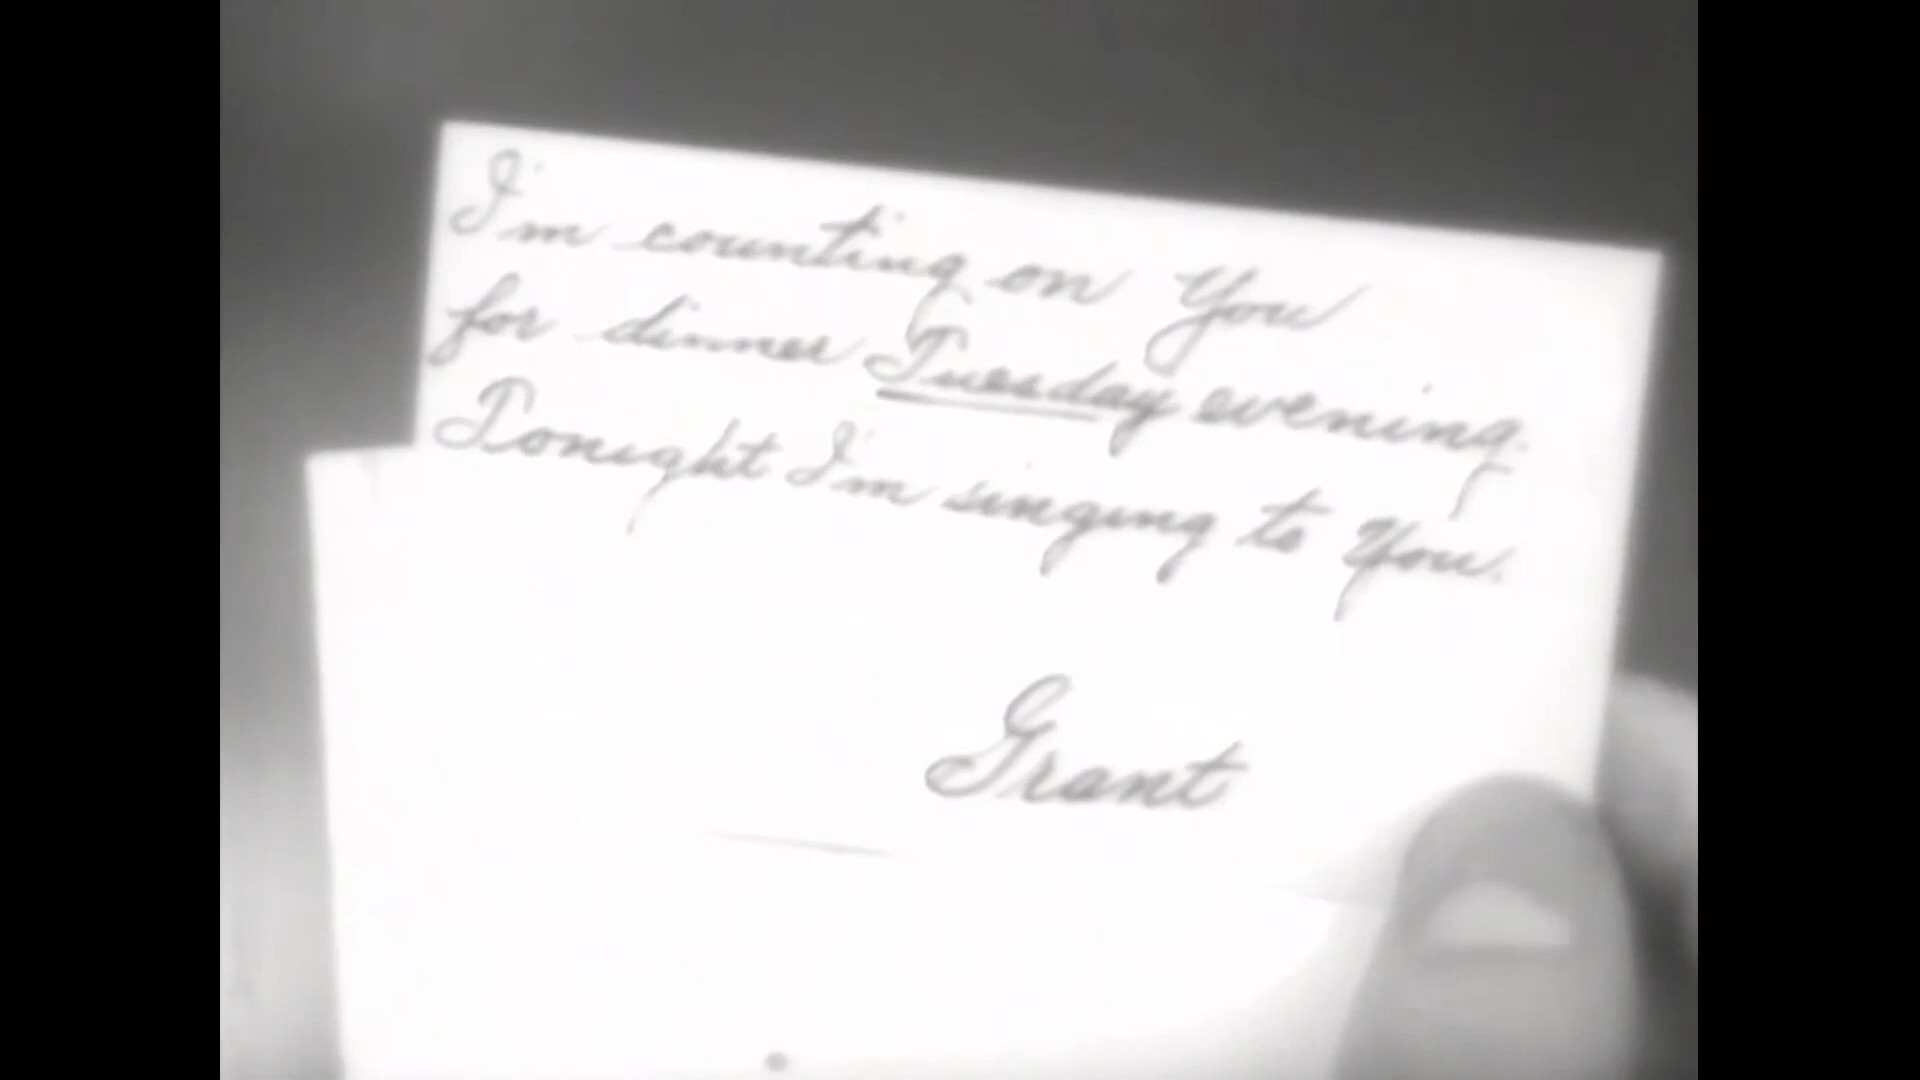 I'm counting on You
for dinner Tuesday evening.
Tonight I'm singing to You.
Grant